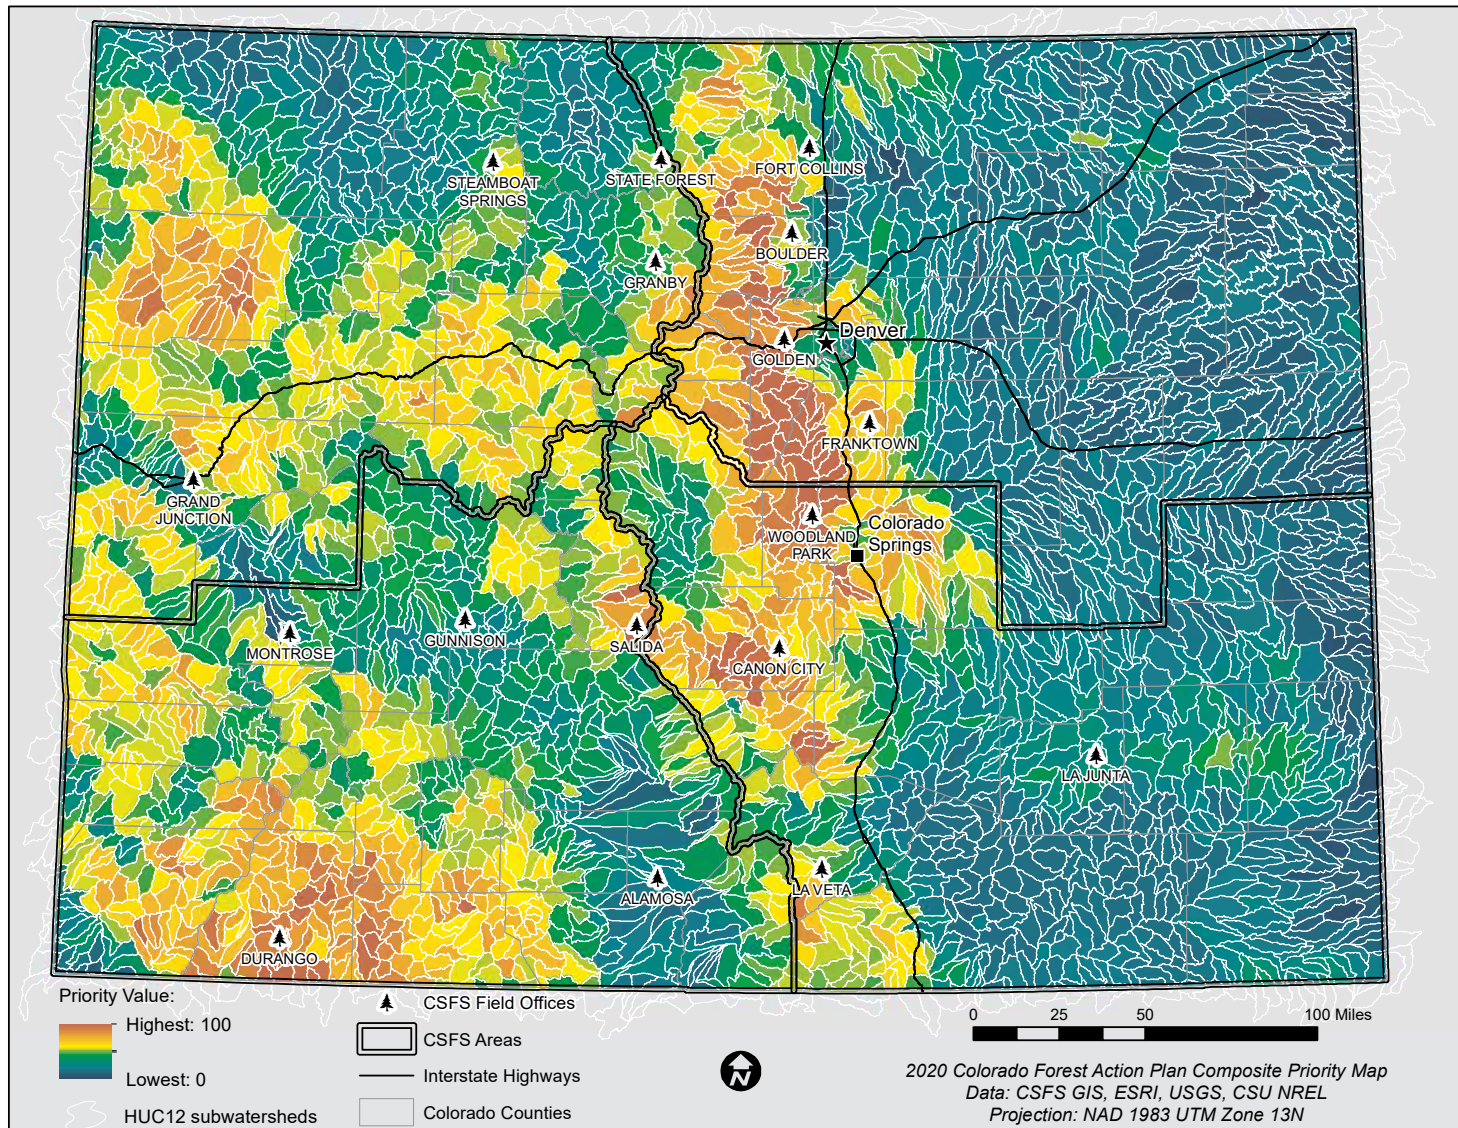 STEAMBOAT
SPRINGS
STATE FOREST
FORT COLLINS
BOULDER
GRANBY
Denver
GOLDEN
FRANKTOWN
GRAND
JUNCTION
WOODLAND
PARK
Colorado
Springs
MONTROSE
GUNNISON
SALIDA
CANON CITY
LA JUNTA
ALAMOSA
LA VETA
DURANGO
Priority Value:
Highest: 100
Lowest: 0
HUC12 subwatersheds
CSFS Field Offices
CSFS Areas
Interstate Highways
Colorado Counties
N
0 25 50 100 Miles
2020 Colorado Forest Action Plan Composite Priority Map
Data: CSFS GIS, ESRI, USGS, CSU NREL
Projection: NAD 1983 UTM Zone 13N